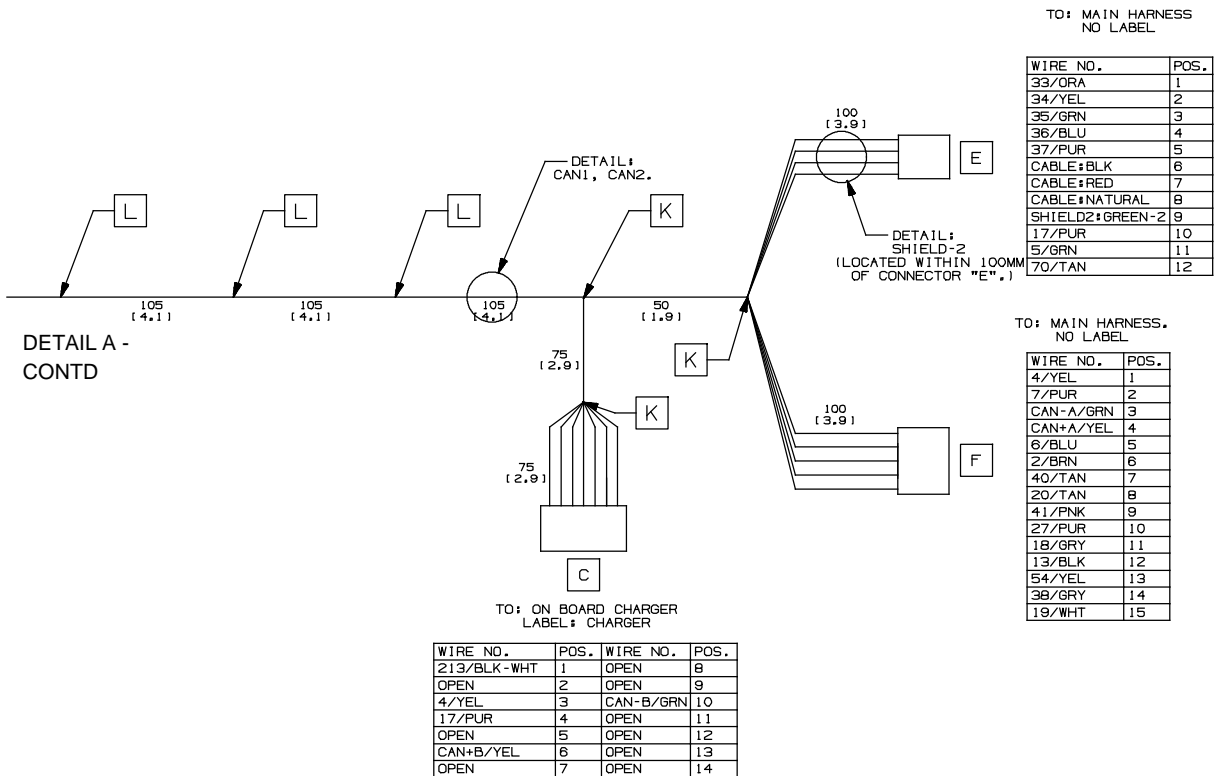 TO: MAIN HARNESS
NO LABEL
WIRE NO. POS.
33/ORA 1
34/YEL 2
35/GRN 3
36/BLU 4
37/PUR 5
CABLE:BLK 6
CABLE:RED 7
CABLE:NATURAL 8
SHIELD2:GREEN-2 9
17/PUR 10
5/GRN 11
70/TAN 12
100
[3.9]
E
DETAIL:
CAN1, CAN2.
L
L
L
K
DETAIL:
SHIELD-2
(LOCATED WITHIN 100MM
OF CONNECTOR "E".)
105
[4.1]
105
[4.1]
105
[4.1]
50
[1.9]
DETAIL A -
CONTD
75
[2.9]
K
K
75
[2.9]
C
TO: ON BOARD CHARGER
LABEL: CHARGER
WIRE NO. POS. WIRE NO. POS.
213/BLK-WHT 1 OPEN 8
OPEN 2 OPEN 9
4/YEL 3 CAN-B/GRN 10
17/PUR 4 OPEN 11
OPEN 5 OPEN 12
CAN+B/YEL 6 OPEN 13
OPEN 7 OPEN 14
100
[3.9]
F
TO: MAIN HARNESS.
NO LABEL
WIRE NO. POS.
4/YEL 1
7/PUR 2
CAN-A/GRN 3
CAN+A/YEL 4
6/BLU 5
2/BRN 6
40/TAN 7
20/TAN 8
41/PNK 9
27/PUR 10
18/GRY 11
13/BLK 12
54/YEL 13
38/GRY 14
19/WHT 15